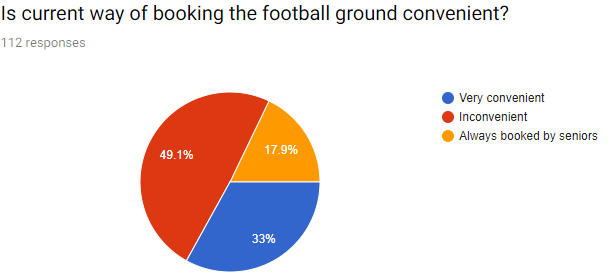 Is current way of booking the football ground convenient?
112 responses
Very convenient
Inconvenient
Always booked by seniors
49.1%
17.9%
33%